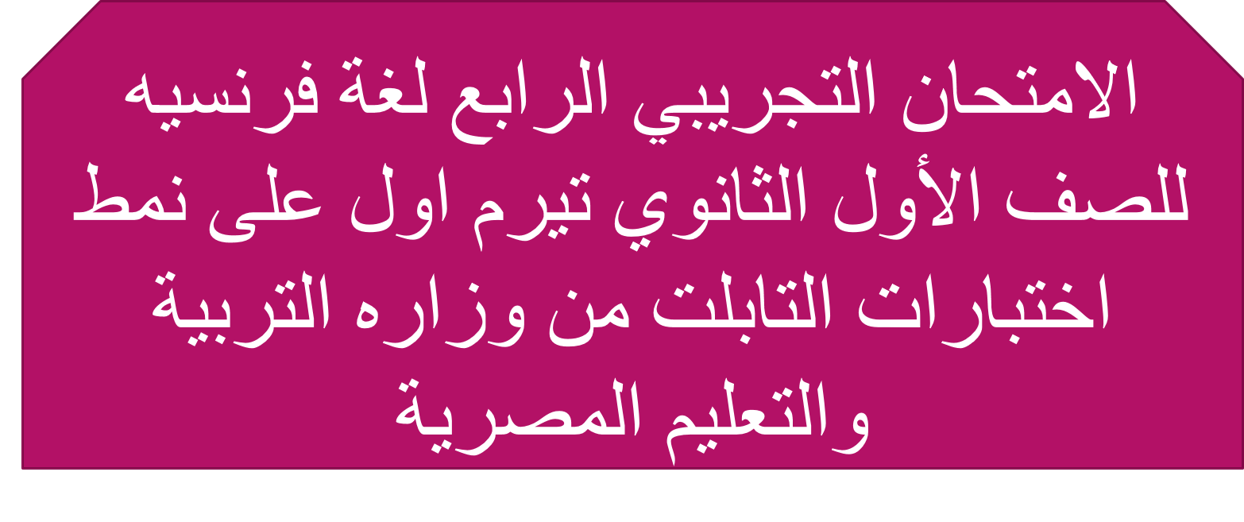 الامتحان التجريبي الرابع لغة فرنسيه
للصف الأول الثانوي تيرم اول على نمط
اختبارات التابلت من وزاره التربية
والتعليم المصرية